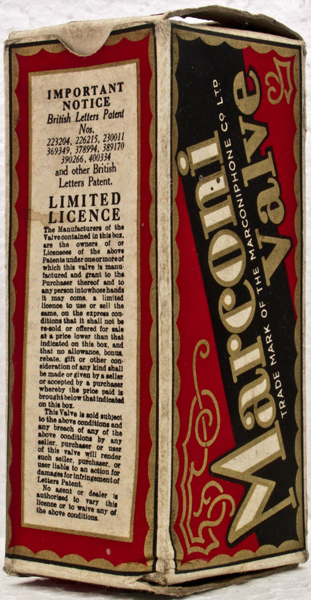 IMPORTANT
NOTICE
British Letters Patent
Nos.
223204, 226215, 230011
369349, 378994, 389170
390266, 400334
and other British
Letters Patent.
LIMITED
LICENCE
The Manufacturers of the
Valve contained in this box,
are the owners of or
Licensees of the above
Patents under one or more of
which this valve is manu-
factured and grant to the
Purchaser thereof and to
any person into whose hands
it may come, a limited
licence to use or sell the
same, on the express con-
ditions that it shall not be
re-sold or offered for sale
at a price lower than that
indicated on this box, and
that no allowance, bonus,
rebate, gift or other con-
sideration of any kind shall
be made or given by a seller
or accepted by a purchaser
whereby the price paid is
brought below that indicated
on this box.
This Valve is sold subject
to the above conditions and
any breach of any of the
above conditions by any
seller, purchaser or user
of this valve will render
such seller, purchaser, or
user liable to an action for
damages for infringement of
Letters Patent.
No agent or dealer is
authorised to vary this
licence or to waive any of
the above conditions
Marconi
TRADE MARK OF THE MARCONIPHONE CO LTD
Valve